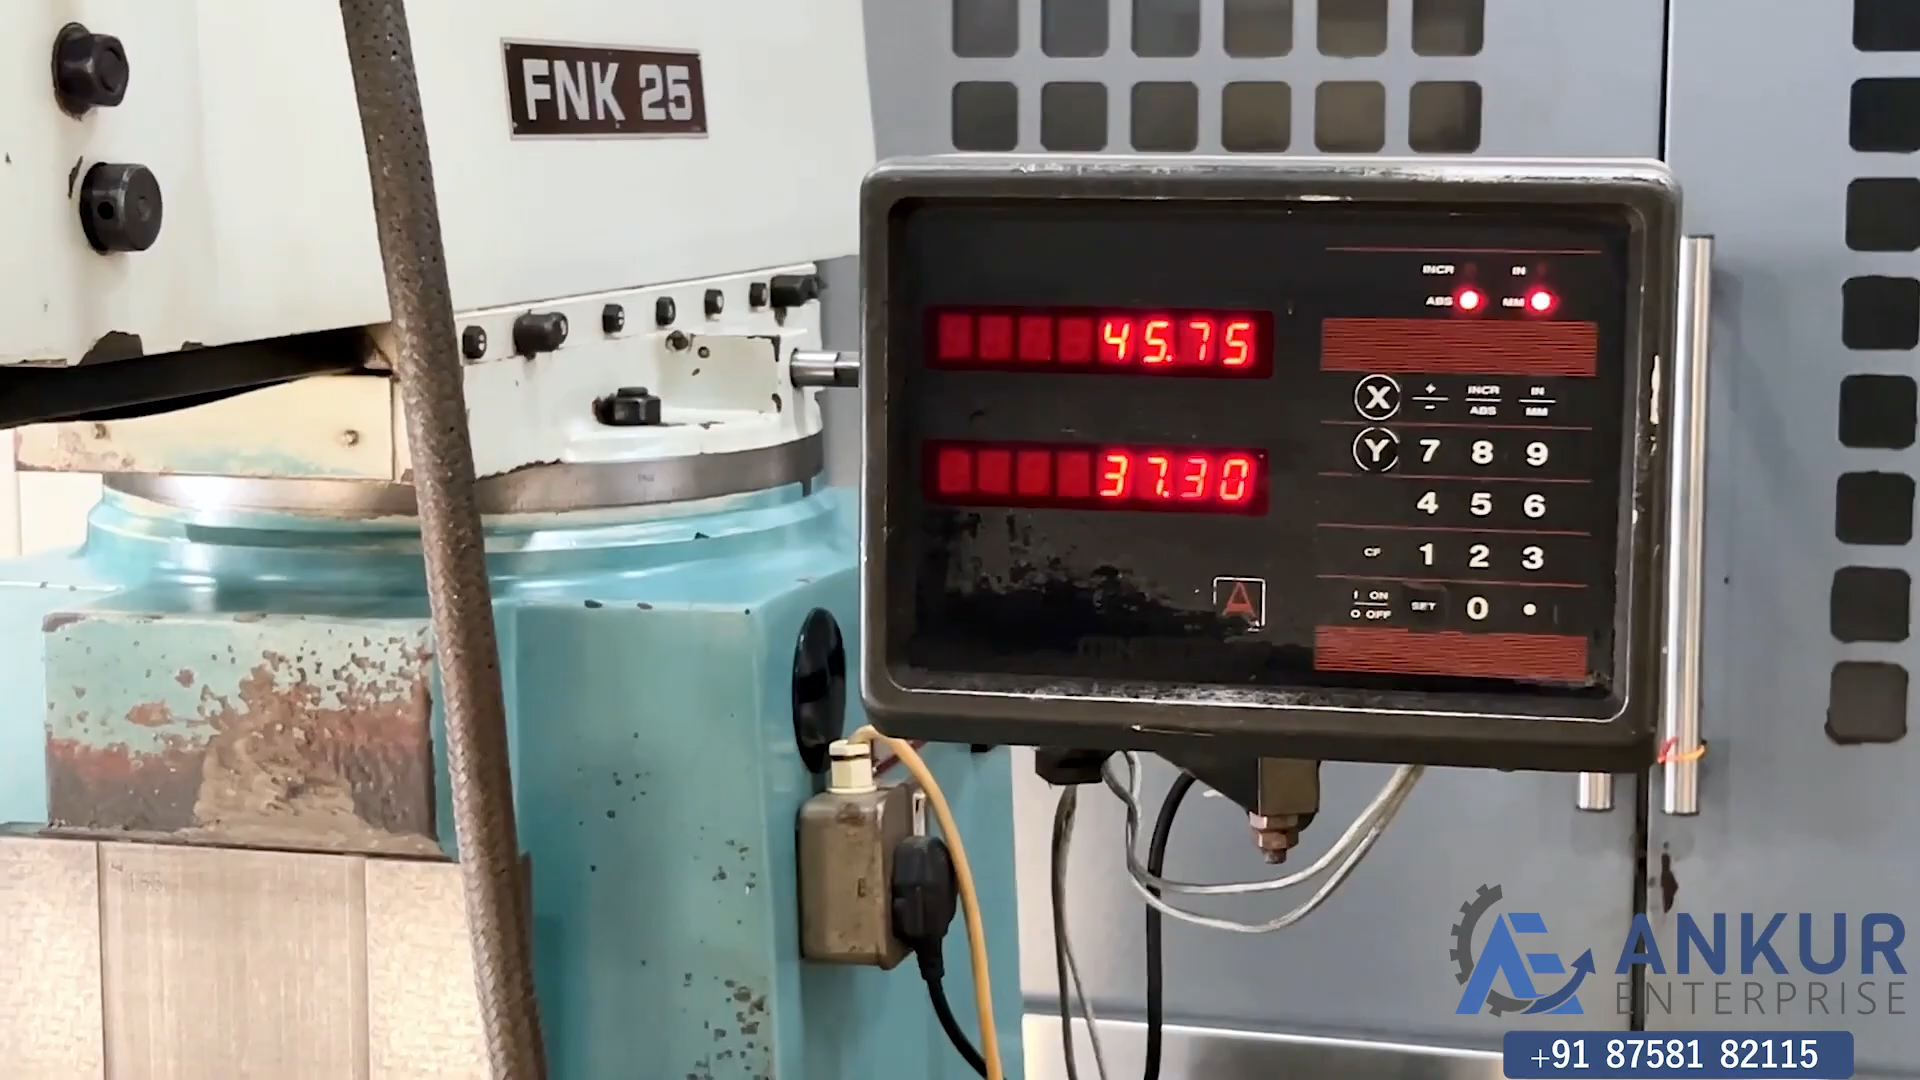 FNK 25
INCR IN
ABS MM
45.75
X + - INCR ABS IN MM
37.30
Y 7 8 9
4 5 6
CF 1 2 3
I ON O OFF SET 0 .
A
ANKUR
ENTERPRISE
+91 87581 82115